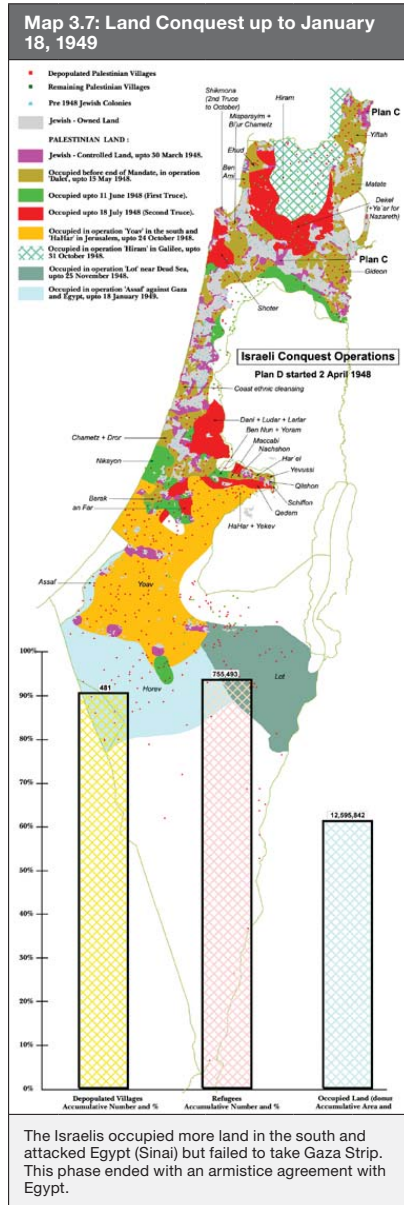 Map 3.7: Land Conquest up to January
18, 1949
Depopulated Palestinian Villages
Remaining Palestinian Villages
Pre 1948 Jewish Colonies
Jewish - Owned Land
PALESTINIAN LAND :
Jewish - Controlled Land, upto 30 March 1948.
Occupied before end of Mandate, in operation
'Dalet', upto 15 May 1948.
Occupied upto 11 June 1948 (First Truce).
Occupied upto 18 July 1948 (Second Truce).
Occupied in operation 'Yoav' in the south and
'HaHar' in Jerusalem, upto 24 October 1948.
Occupied in operation 'Hiram' in Galilee, upto
31 October 1948.
Occupied in operation 'Lot' near Dead Sea,
upto 25 November 1948.
Occupied in operation 'Assaf' against Gaza
and Egypt, upto 18 January 1949.
Shikmona
(2nd Truce
to October)
Hiram
Misparayim +
Bi'ur Chametz
Plan C
Ehud
Yiftah
Ben
Ami
Matate
Dekel
(+Ya'ar for
Nazareth)
Plan C
Gideon
Shoter
Israeli Conquest Operations
Plan D started 2 April 1948
Coast ethnic cleansing
Dani + Ludar + Lerlar
Ben Nun + Yoram
Maccabi
Nachshon
Chametz + Dror
Har'el
Yevussi
Nikayon
Qilshon
Barak
Schiffon
an Far
Qedem
HaHar + Yekev
Assaf
Yoav
Horev
Lot
100%
90%
80%
70%
60%
50%
40%
30%
20%
10%
0%
481
755,493
12,595,842
Depopulated Villages
Accumulative Number and %
Refugees
Accumulative Number and %
Occupied Land (donus
Accumulative Area and
The Israelis occupied more land in the south and
attacked Egypt (Sinai) but failed to take Gaza Strip.
This phase ended with an armistice agreement with
Egypt.